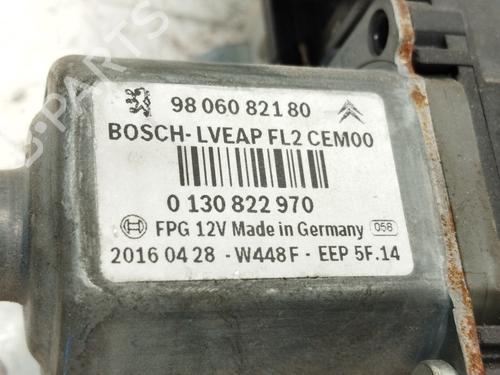 98 060 821 80
BOSCH- LVEAP FL2 CEM00
0 130 822 970
FPG 12V Made in Germany 058
2016 04 28 - W448F - EEP 5F.14